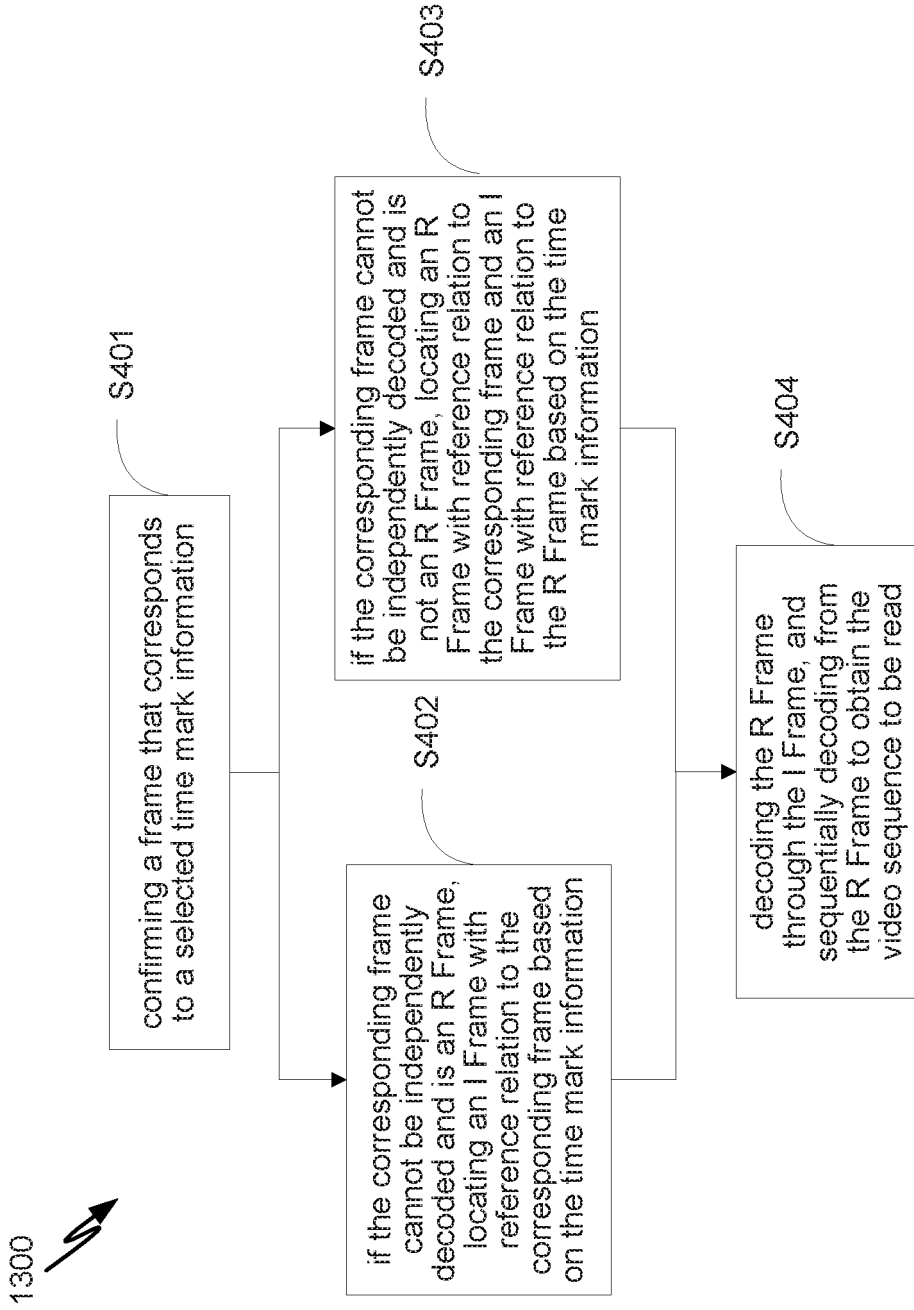 1300
S401
confirming a frame that corresponds
to a selected time mark information
S402
if the corresponding frame
cannot be independently
decoded and is an R Frame,
locating an I Frame with
reference relation to the
corresponding frame based
on the time mark information
S403
if the corresponding frame cannot
be independently decoded and is
not an R Frame, locating an R
Frame with reference relation to
the corresponding frame and an I
Frame with reference relation to
the R Frame based on the time
mark information
S404
decoding the R Frame
through the I Frame, and
sequentially decoding from
the R Frame to obtain the
video sequence to be read